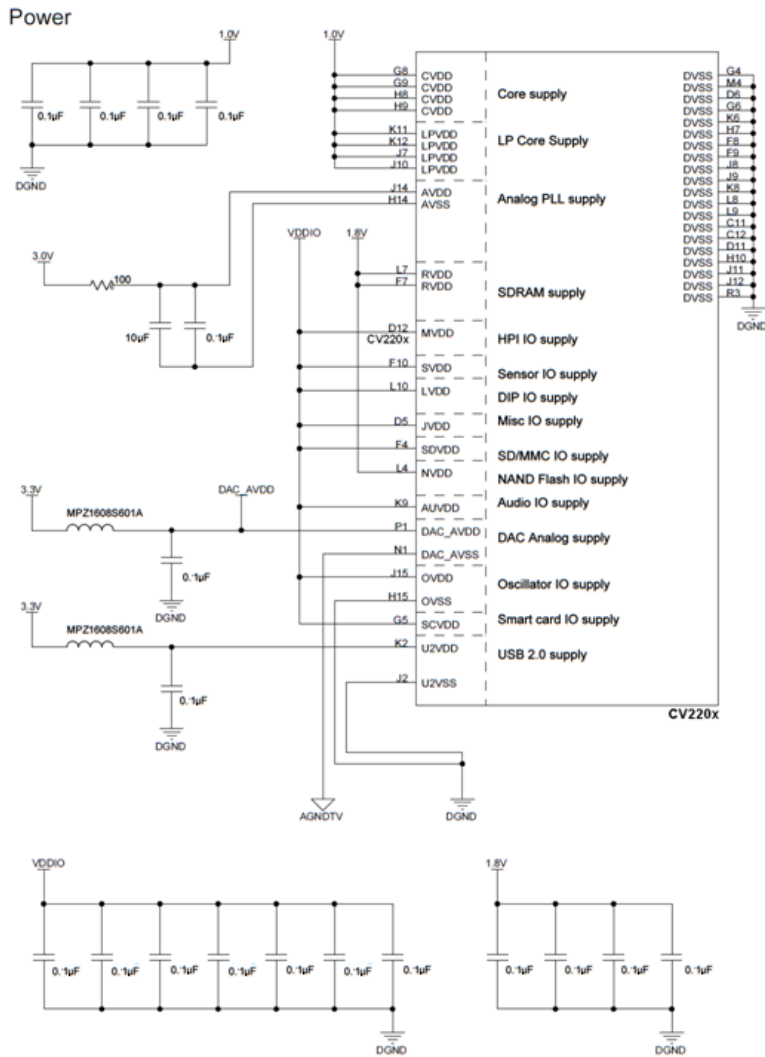 Power
1.0V
0.1µF 0.1µF 0.1µF 0.1µF
DGND
1.0V
G8 CVDD
G9 CVDD
H8 CVDD
H9 CVDD
Core supply
K11 LPVDD
K12 LPVDD
J7 LPVDD
J10 LPVDD
LP Core Supply
J14 AVDD
H14 AVSS
Analog PLL supply
3.0V
100
10µF 0.1µF
VDDIO
1.8V
L7 RVDD
F7 RVDD
SDRAM supply
D12 MVDD
CV220x
HPI IO supply
F10 SVDD
Sensor IO supply
L10 LVDD
DIP IO supply
D5 JVDD
Misc IO supply
F4 SDVDD
SD/MMC IO supply
L4 NVDD
NAND Flash IO supply
K9 AUVDD
Audio IO supply
P1 DAC_AVDD
N1 DAC_AVSS
DAC Analog supply
J15 OVDD
H15 OVSS
Oscillator IO supply
G5 SCVDD
Smart card IO supply
K2 U2VDD
J2 U2VSS
USB 2.0 supply
CV220x
DVSS G4
DVSS M4
DVSS D6
DVSS G6
DVSS K6
DVSS H7
DVSS F8
DVSS F9
DVSS J8
DVSS J9
DVSS K8
DVSS L8
DVSS L9
DVSS C11
DVSS C12
DVSS D11
DVSS H10
DVSS J11
DVSS J12
DVSS R3
DGND
3.3V
MPZ1608S601A
DAC_AVDD
0.1µF
DGND
3.3V
MPZ1608S601A
0.1µF
DGND
AGNDTV
DGND
VDDIO
0.1µF 0.1µF 0.1µF 0.1µF 0.1µF 0.1µF 0.1µF
DGND
1.8V
0.1µF 0.1µF 0.1µF 0.1µF
DGND